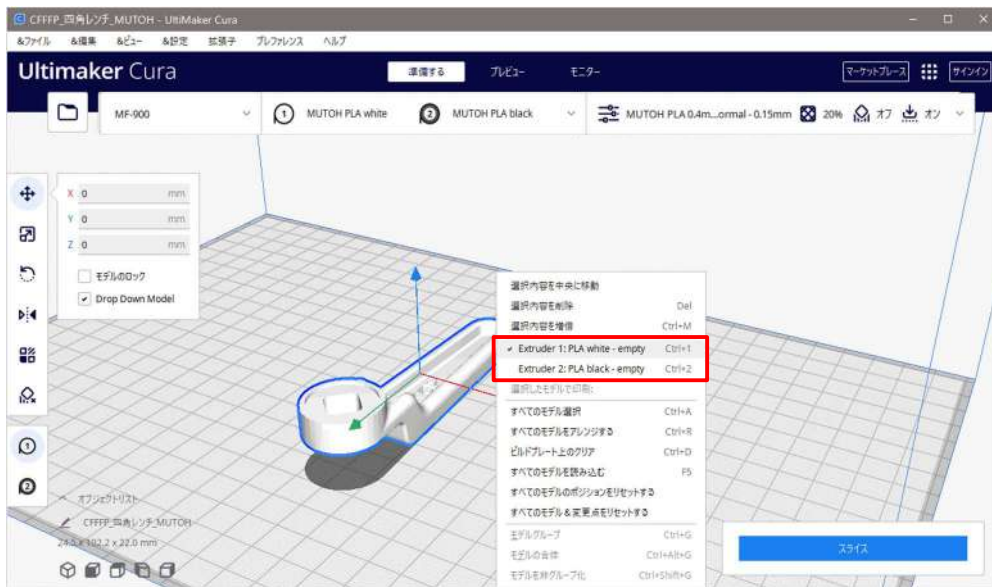 CFFFP_四角レンチ_MUTOH - UltiMaker Cura
&ファイル &編集 &ビュー &設定 拡張子 プレファレンス ヘルプ
Ultimaker Cura 準備する プレビュー モニター マーケットプレース サインイン
MF-900 1 MUTOH PLA white 2 MUTOH PLA black MUTOH PLA 0.4m...ormal - 0.15mm 20% オフ オン
X 0 mm
Y 0 mm
Z 0 mm
モデルのロック
Drop Down Model
選択内容を中央に移動
選択内容を削除 Del
選択内容を増倍 Ctrl+M
Extruder 1: PLA white - empty Ctrl+1
Extruder 2: PLA black - empty Ctrl+2
選択したモデルで印刷:
すべてのモデル選択 Ctrl+A
すべてのモデルをアレンジする Ctrl+R
ビルドプレート上のクリア Ctrl+D
すべてのモデルを読み込む F5
すべてのモデルのポジションをリセットする
すべてのモデル＆変更点をリセットする
モデルグループ Ctrl+G
モデルの合体 Ctrl+Alt+G
モデルを非グループ化 Ctrl+Shift+G
1
2
オブジェクトリスト
CFFFP_四角レンチ_MUTOH
24.5 x 102.2 x 22.0 mm
スライス